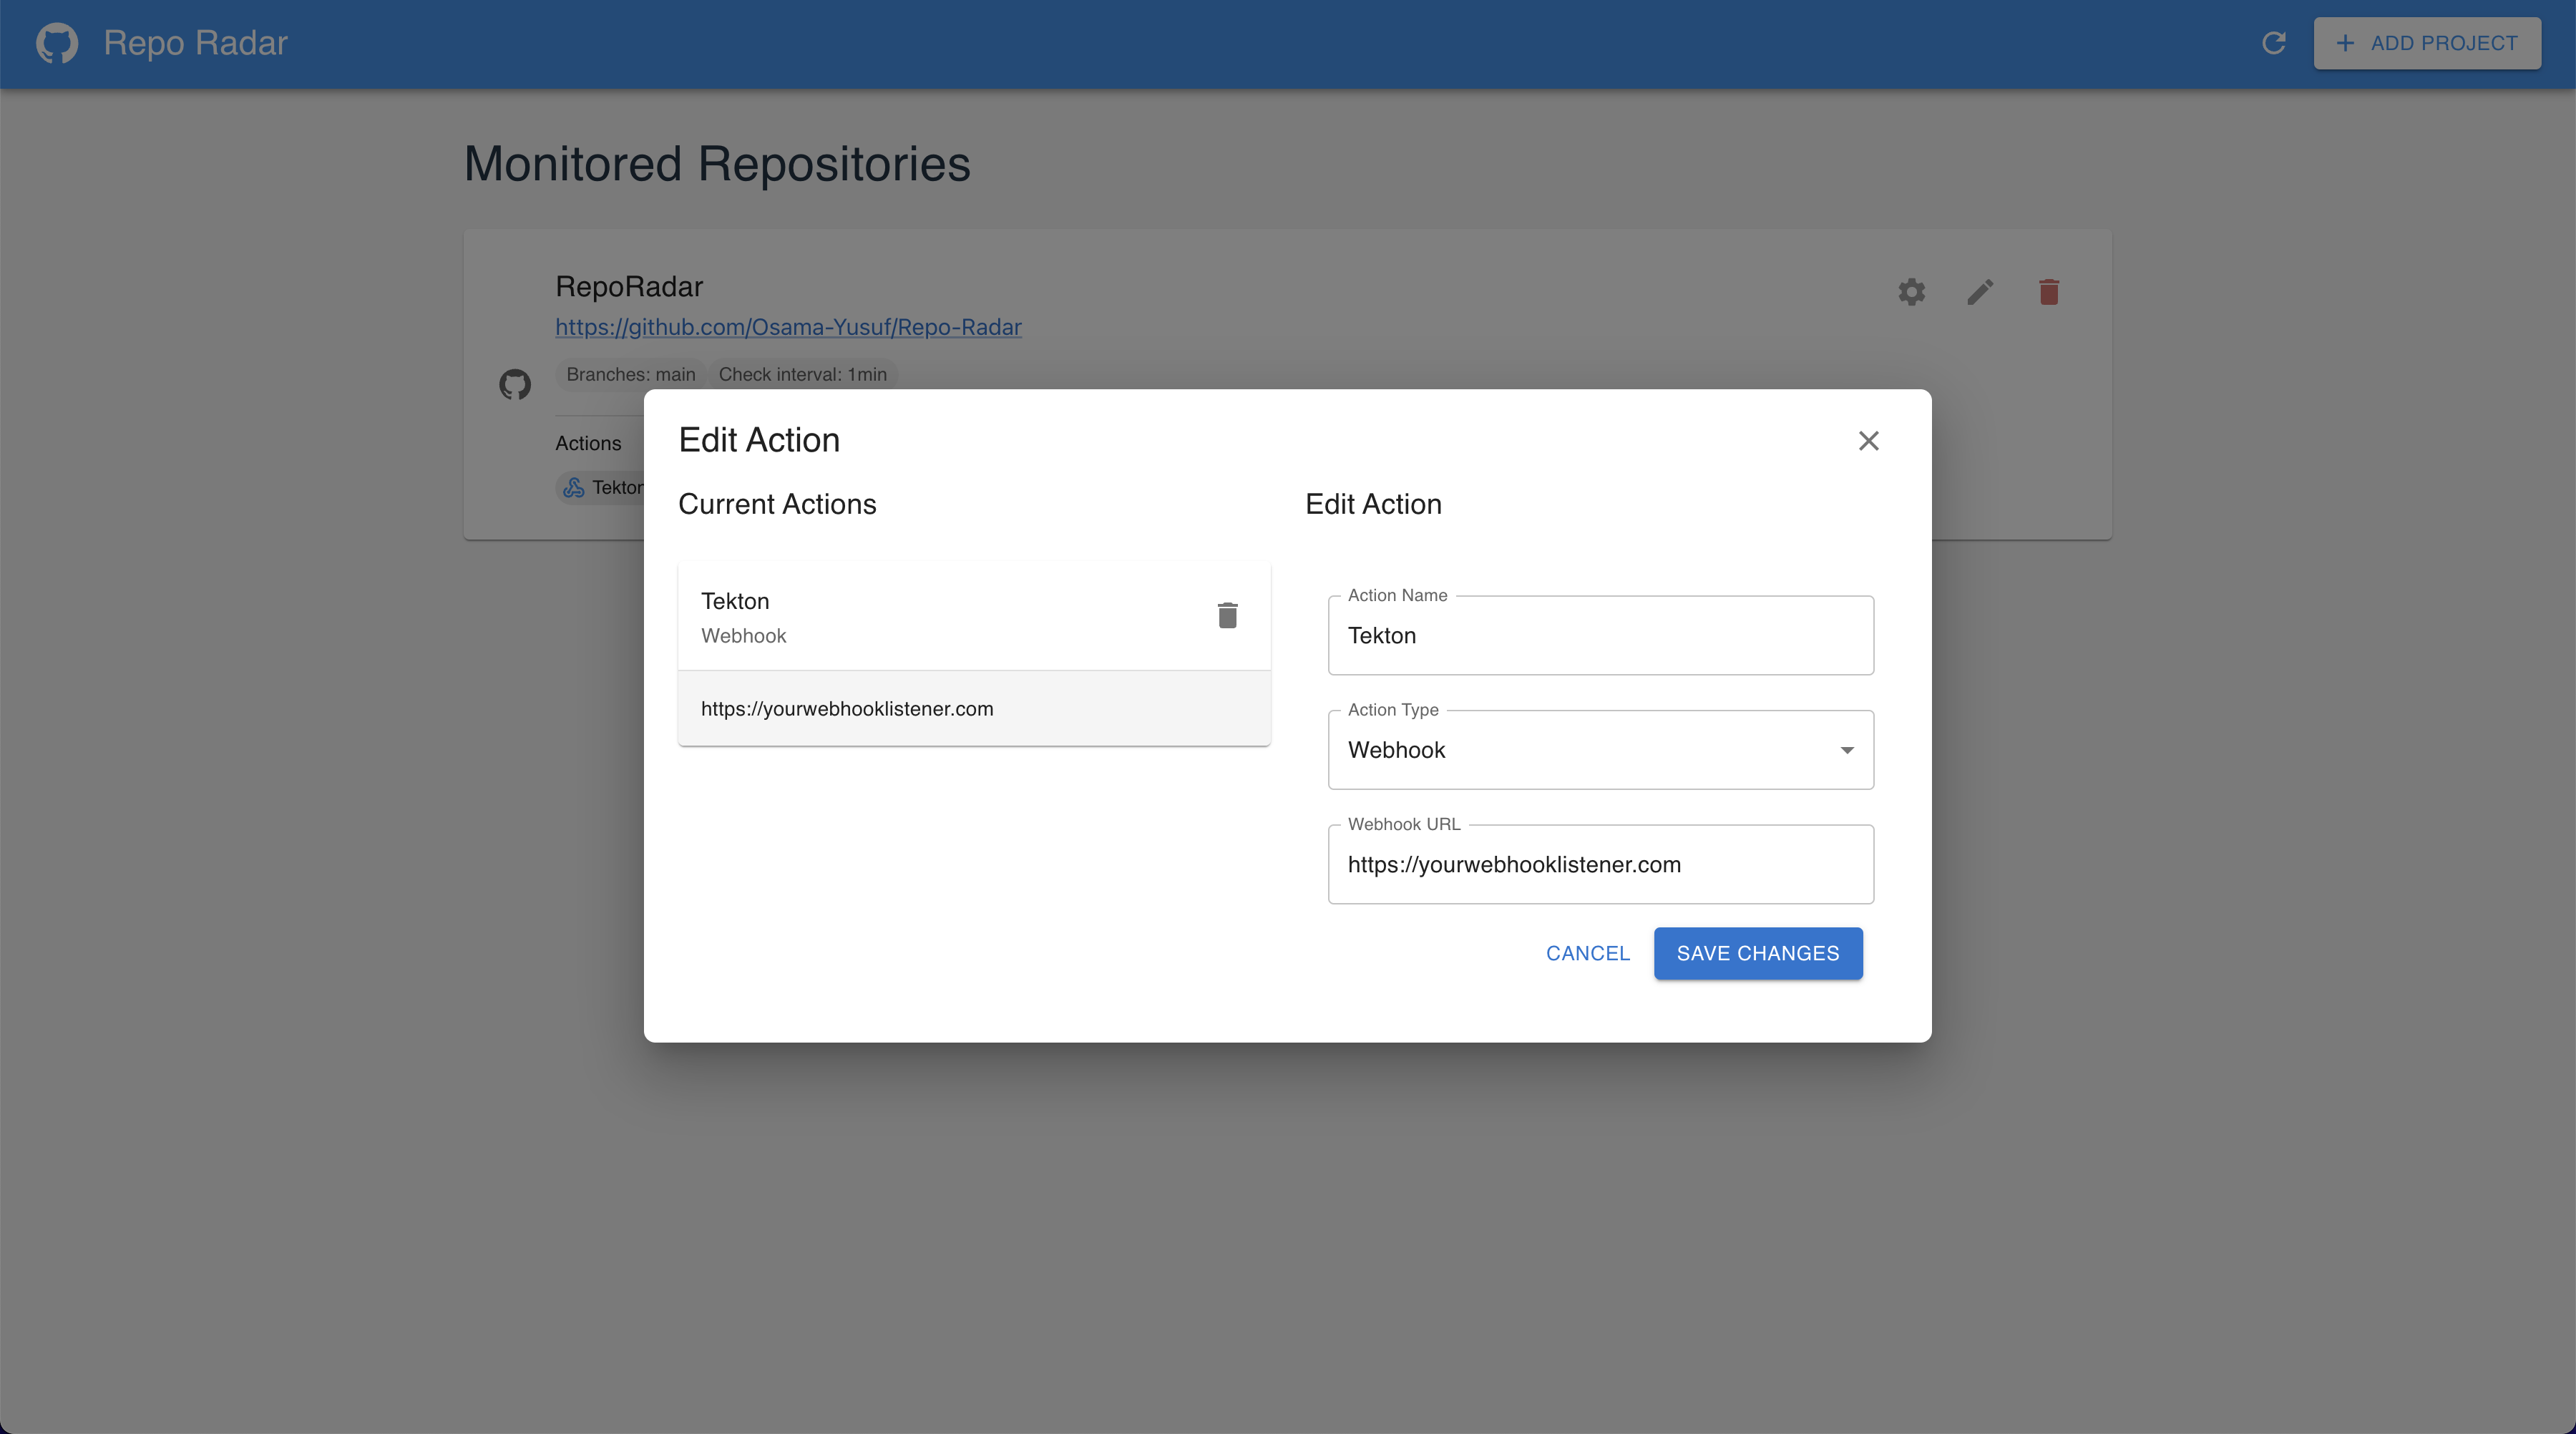 Repo Radar
ADD PROJECT
Monitored Repositories
RepoRadar
https://github.com/Osama-Yusuf/Repo-Radar
Branches: main Check interval: 1min
Actions
Tekton
Edit Action
Current Actions
Tekton
Webhook
https://yourwebhooklistener.com
Edit Action
Action Name
Tekton
Action Type
Webhook
Webhook URL
https://yourwebhooklistener.com
CANCEL SAVE CHANGES